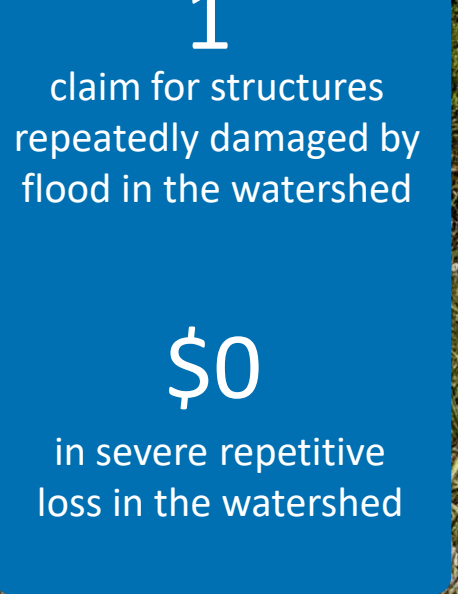 1
claim for structures
repeatedly damaged by
flood in the watershed
$0
in severe repetitive
loss in the watershed